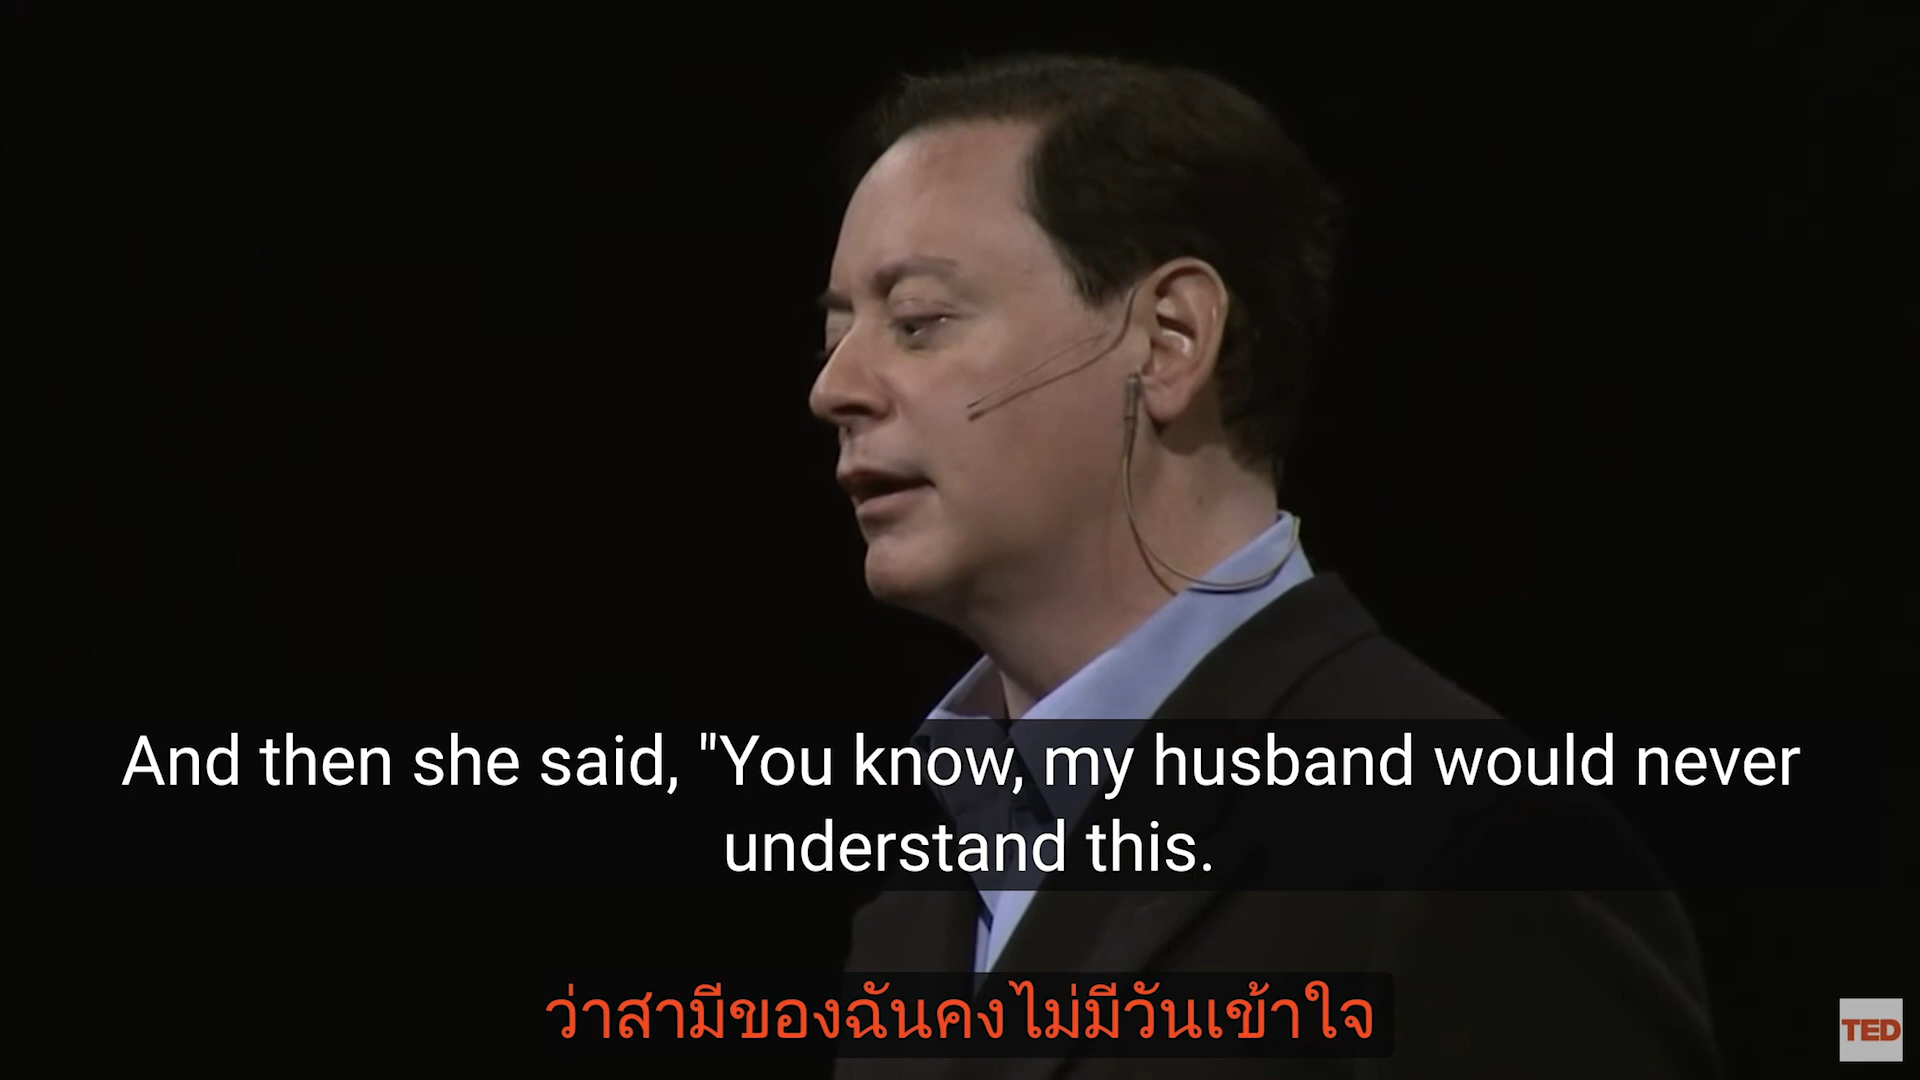 And then she said, "You know, my husband would never
understand this.
ว่าสามีของฉันคงไม่มีวันเข้าใจ
TED